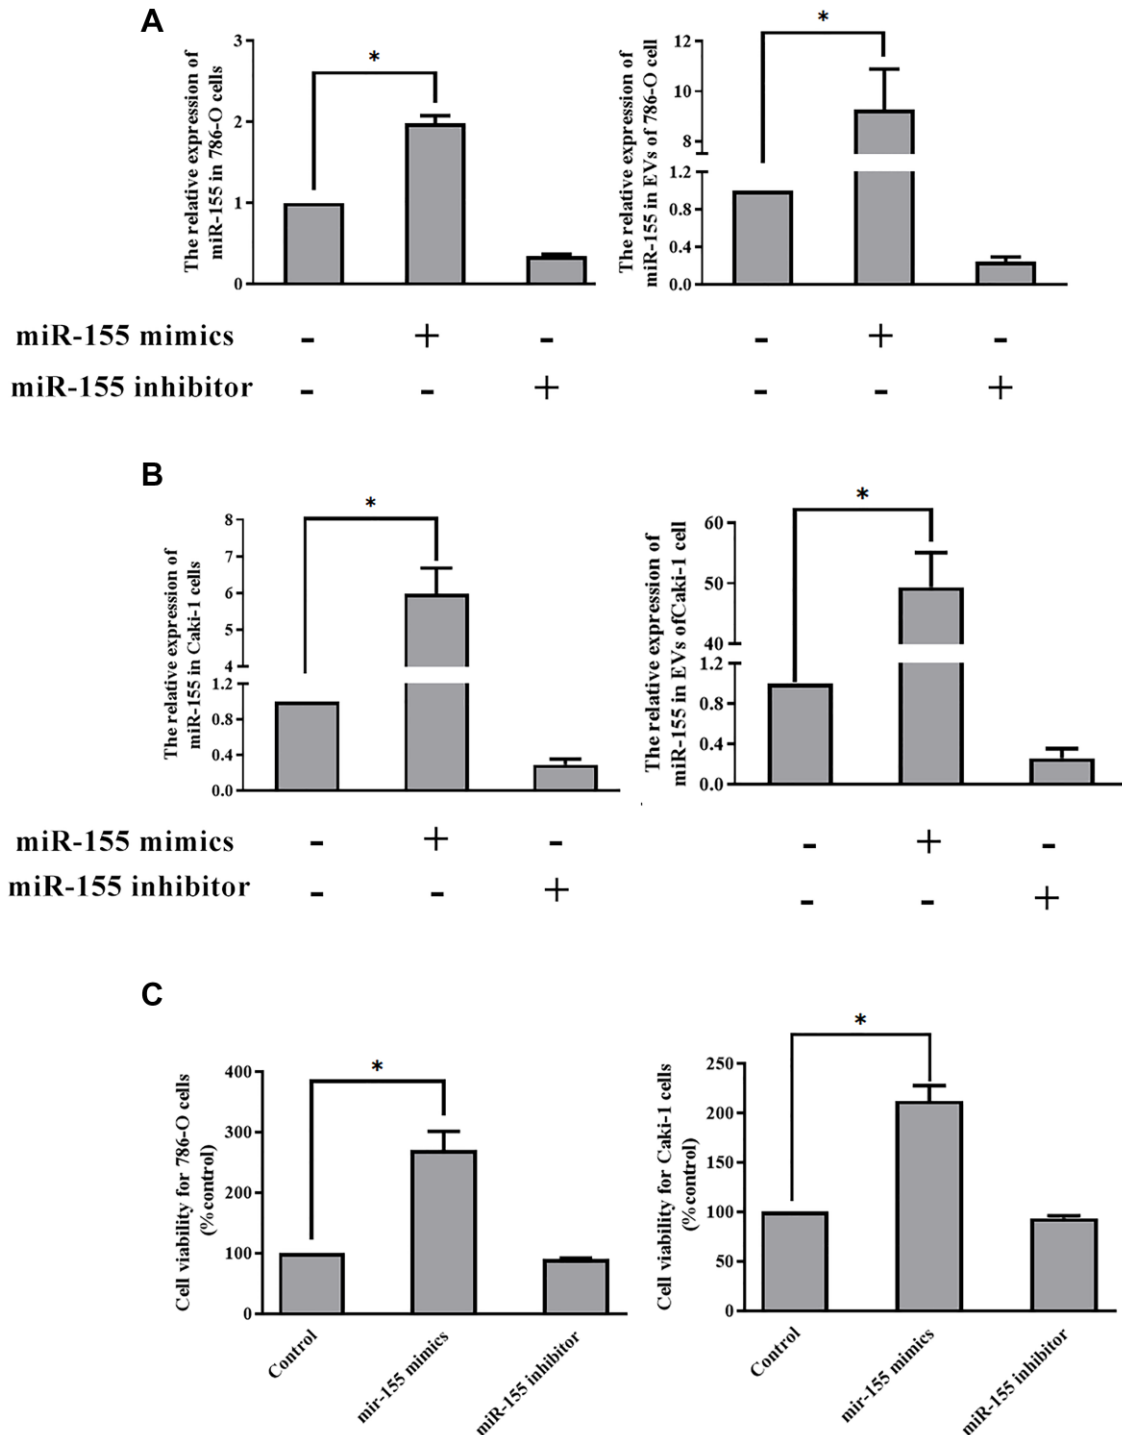 A
The relative expression of
miR-155 in 786-O cells
3
2
1
0
*
The relative expression of
miR-155 in EVs of 786-O cell
12
10
8
1.2
0.8
0.4
0.0
*
miR-155 mimics - + - - + -
miR-155 inhibitor - - + - - +
B
The relative expression of
miR-155 in Caki-1 cells
8
7
6
5
4
1.2
0.8
0.4
0.0
*
The relative expression of
miR-155 in EVs ofCaki-1 cell
60
50
40
1.2
0.8
0.4
0.0
*
miR-155 mimics - + - - + -
miR-155 inhibitor - - + - - +
C
Cell viability for 786-O cells
(%control)
400
300
200
100
0
*
Control
mir-155 mimics
miR-155 inhibitor
Cell viability for Caki-1 cells
(%control)
250
200
150
100
50
0
*
Control
mir-155 mimics
miR-155 inhibitor